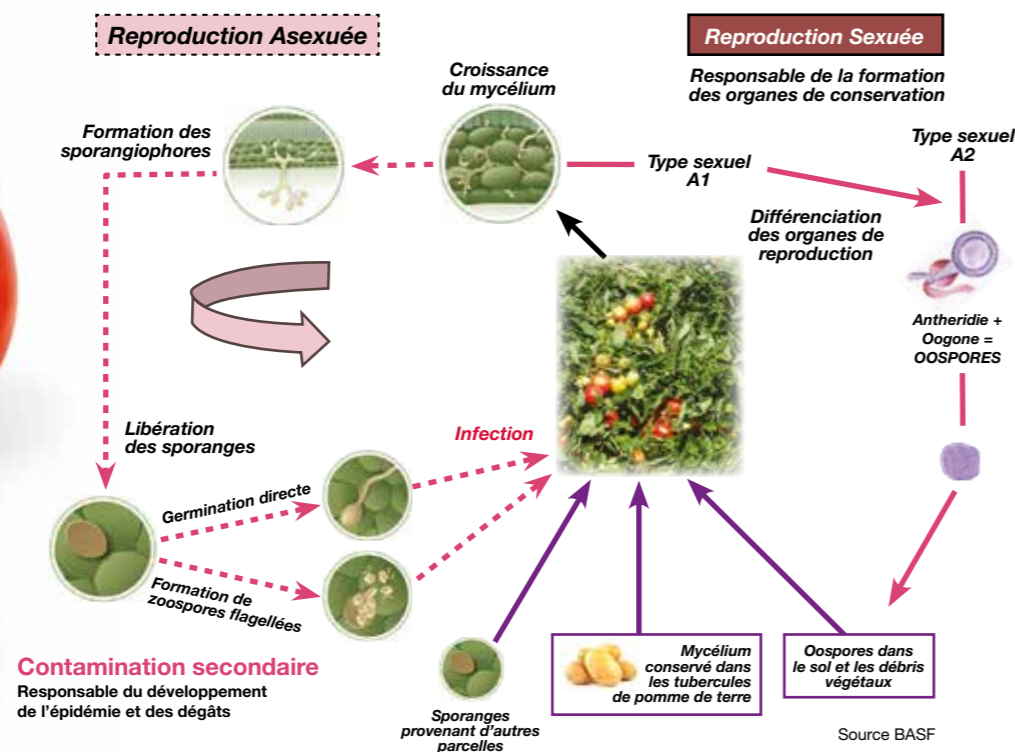 Reproduction Asexuée
Reproduction Sexuée
Responsable de la formation
des organes de conservation
Croissance
du mycélium
Formation des
sporangiophores
Type sexuel
A1
Type sexuel
A2
Différenciation
des organes de
reproduction
Antheridie +
Oogone =
OOSPORES
Libération
des sporanges
Infection
Germination directe
Formation de
zoospores flagellées
Contamination secondaire
Responsable du développement
de l'épidémie et des dégâts
Sporanges
provenant d'autres
parcelles
Mycélium
conservé dans
les tubercules
de pomme de terre
Oospores dans
le sol et les débris
végétaux
Source BASF